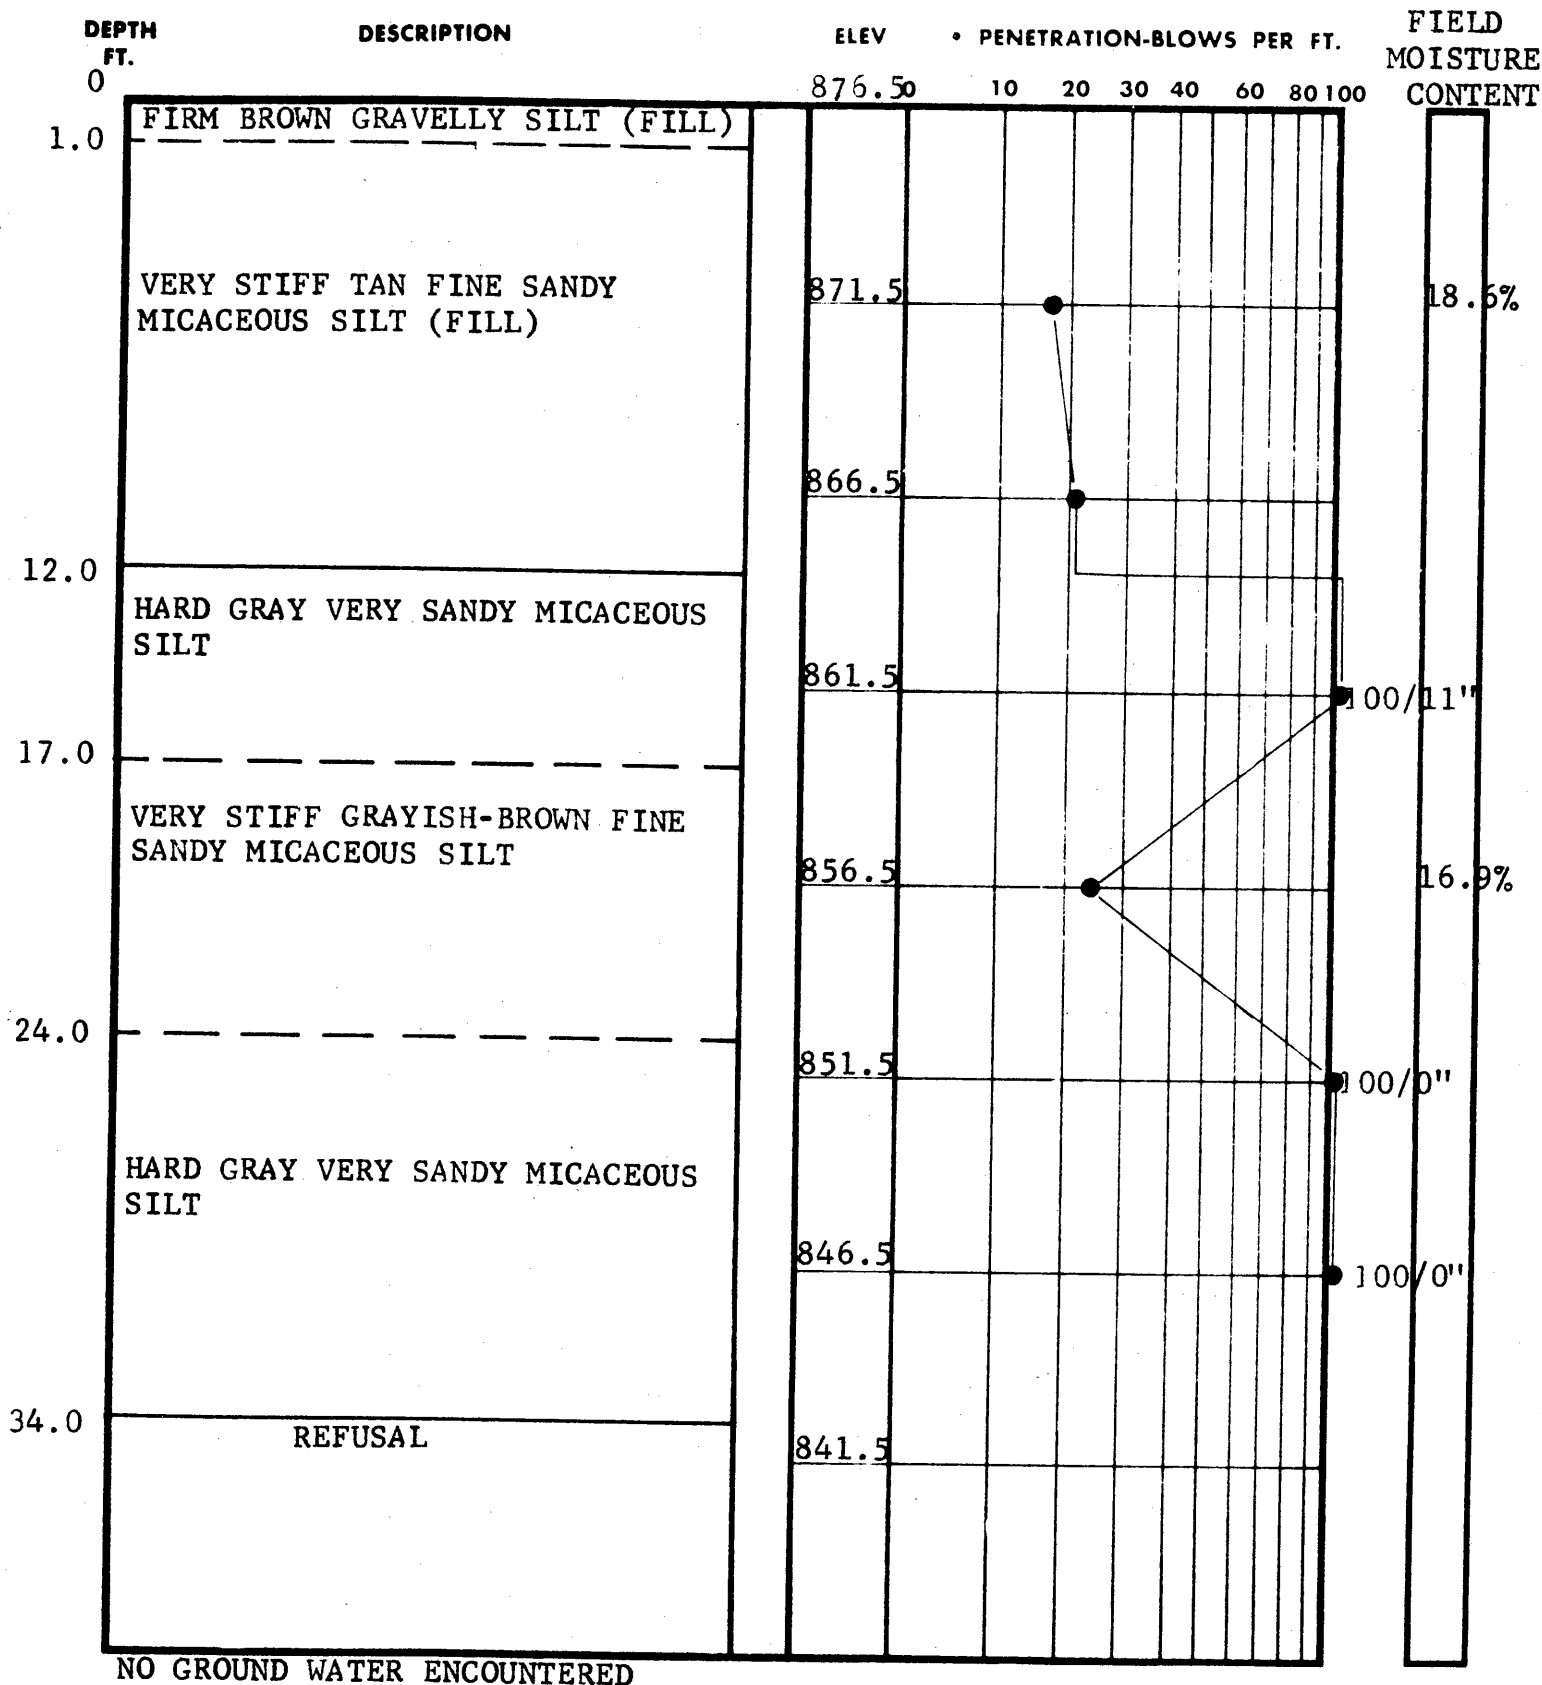 DEPTH FT. DESCRIPTION ELEV • PENETRATION-BLOWS PER FT. FIELD MOISTURE CONTENT
0 876.5 0 10 20 30 40 60 80 100
FIRM BROWN GRAVELLY SILT (FILL)
1.0
VERY STIFF TAN FINE SANDY
MICACEOUS SILT (FILL)
871.5 18.6%
866.5
12.0
HARD GRAY VERY SANDY MICACEOUS
SILT
861.5 100/11"
17.0
VERY STIFF GRAYISH-BROWN FINE
SANDY MICACEOUS SILT
856.5 16.9%
24.0
851.5 100/0"
HARD GRAY VERY SANDY MICACEOUS
SILT
846.5 100/0"
34.0
REFUSAL
841.5
NO GROUND WATER ENCOUNTERED